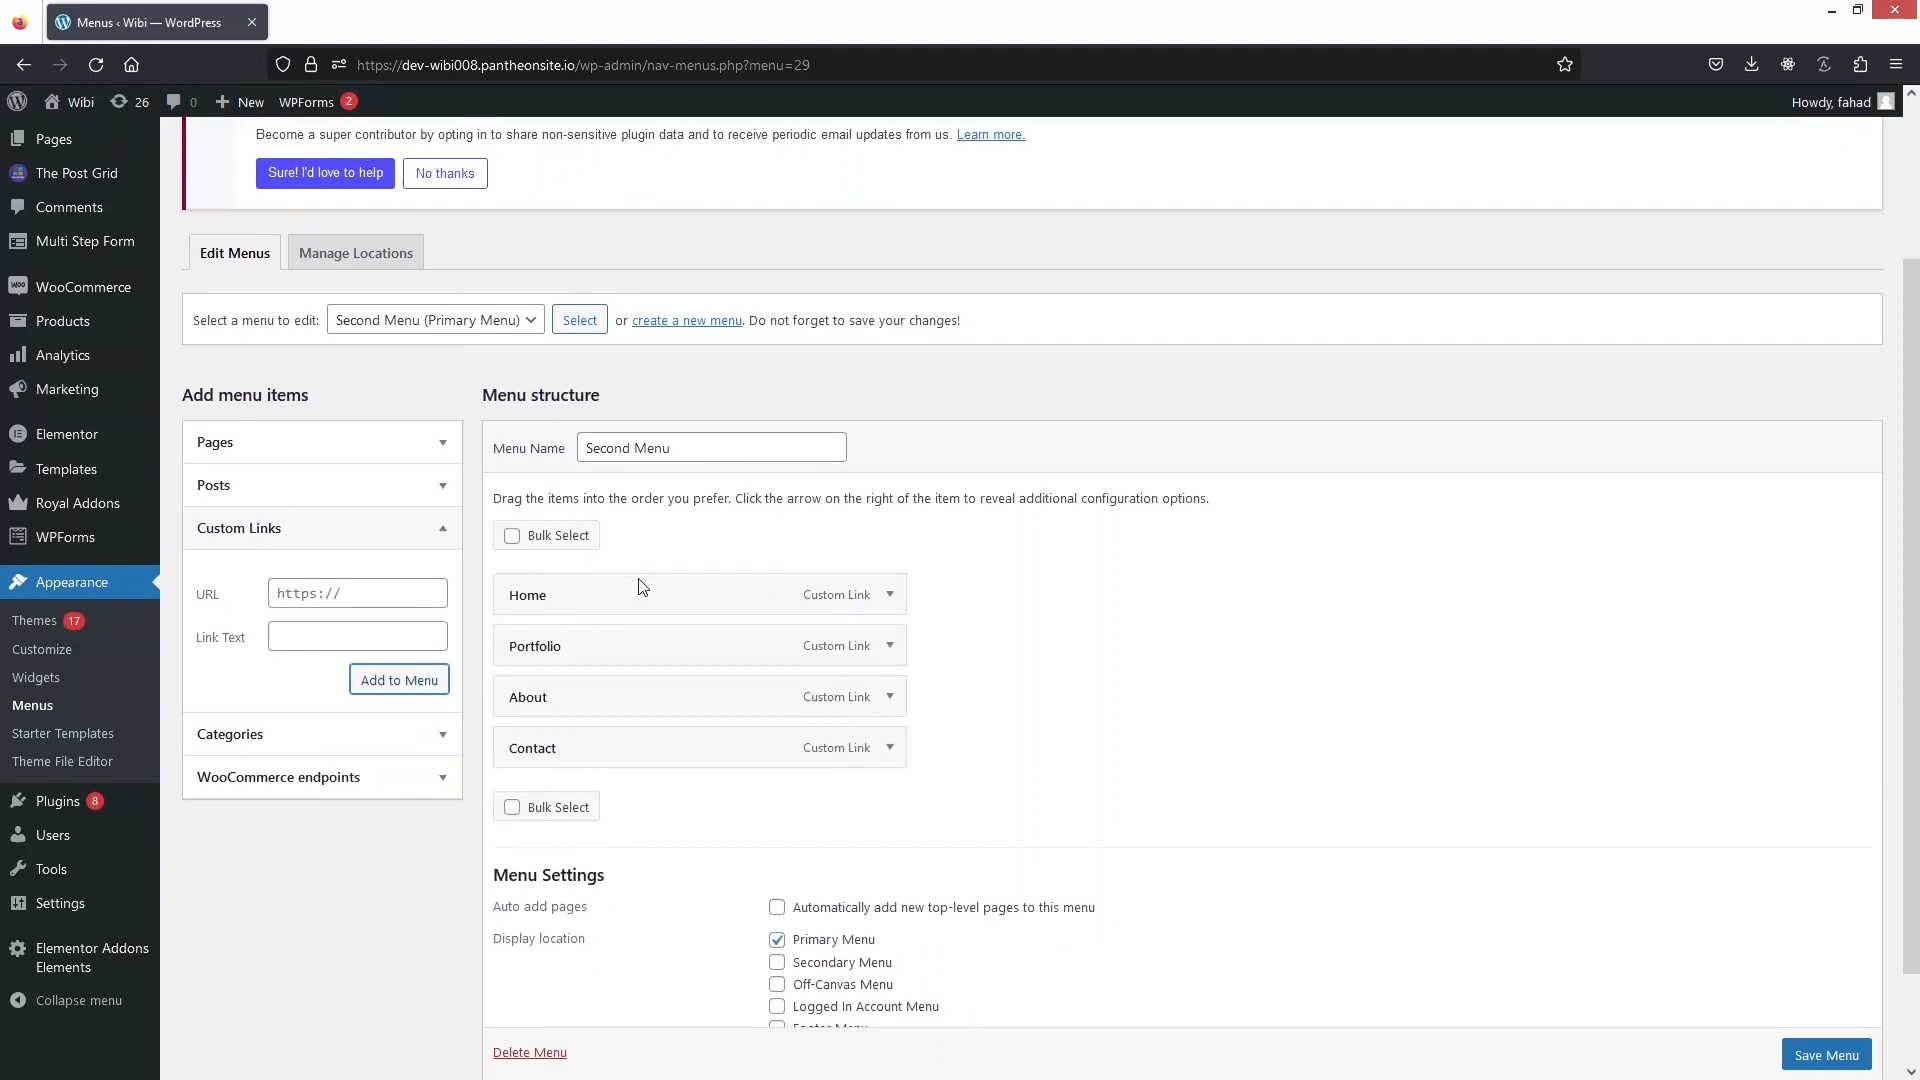 Menus ‹ Wibi — WordPress
https://dev-wibi008.pantheonsite.io/wp-admin/nav-menus.php?menu=29
Wibi 26 0 New WPForms 2
Howdy, fahad
Pages
The Post Grid
Comments
Multi Step Form
WooCommerce
Products
Analytics
Marketing
Elementor
Templates
Royal Addons
WPForms
Appearance
Themes 17
Customize
Widgets
Menus
Starter Templates
Theme File Editor
Plugins 8
Users
Tools
Settings
Elementor Addons
Elements
Collapse menu
Become a super contributor by opting in to share non-sensitive plugin data and to receive periodic email updates from us. Learn more.
Sure! I'd love to help
No thanks
Edit Menus
Manage Locations
Select a menu to edit: Second Menu (Primary Menu) Select or create a new menu. Do not forget to save your changes!
Add menu items
Pages
Posts
Custom Links
URL https://
Link Text
Add to Menu
Categories
WooCommerce endpoints
Menu structure
Menu Name Second Menu
Drag the items into the order you prefer. Click the arrow on the right of the item to reveal additional configuration options.
Bulk Select
Home Custom Link
Portfolio Custom Link
About Custom Link
Contact Custom Link
Bulk Select
Menu Settings
Auto add pages Automatically add new top-level pages to this menu
Display location Primary Menu
Secondary Menu
Off-Canvas Menu
Logged In Account Menu
Footer Menu
Delete Menu
Save Menu